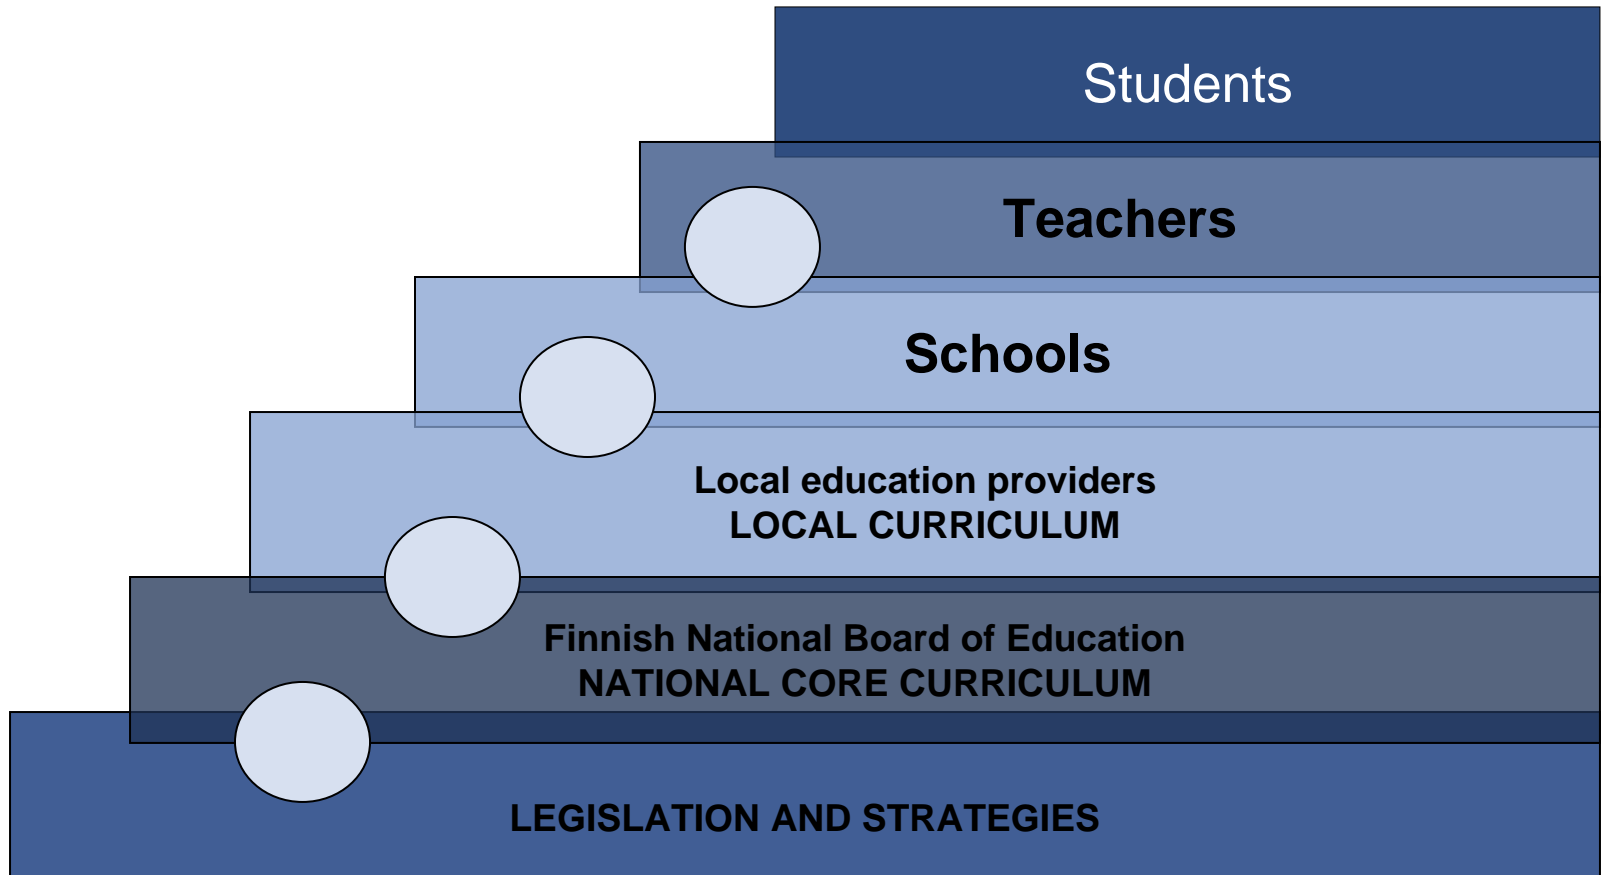 Students
Teachers
Schools
Local education providers
LOCAL CURRICULUM
Finnish National Board of Education
NATIONAL CORE CURRICULUM
LEGISLATION AND STRATEGIES